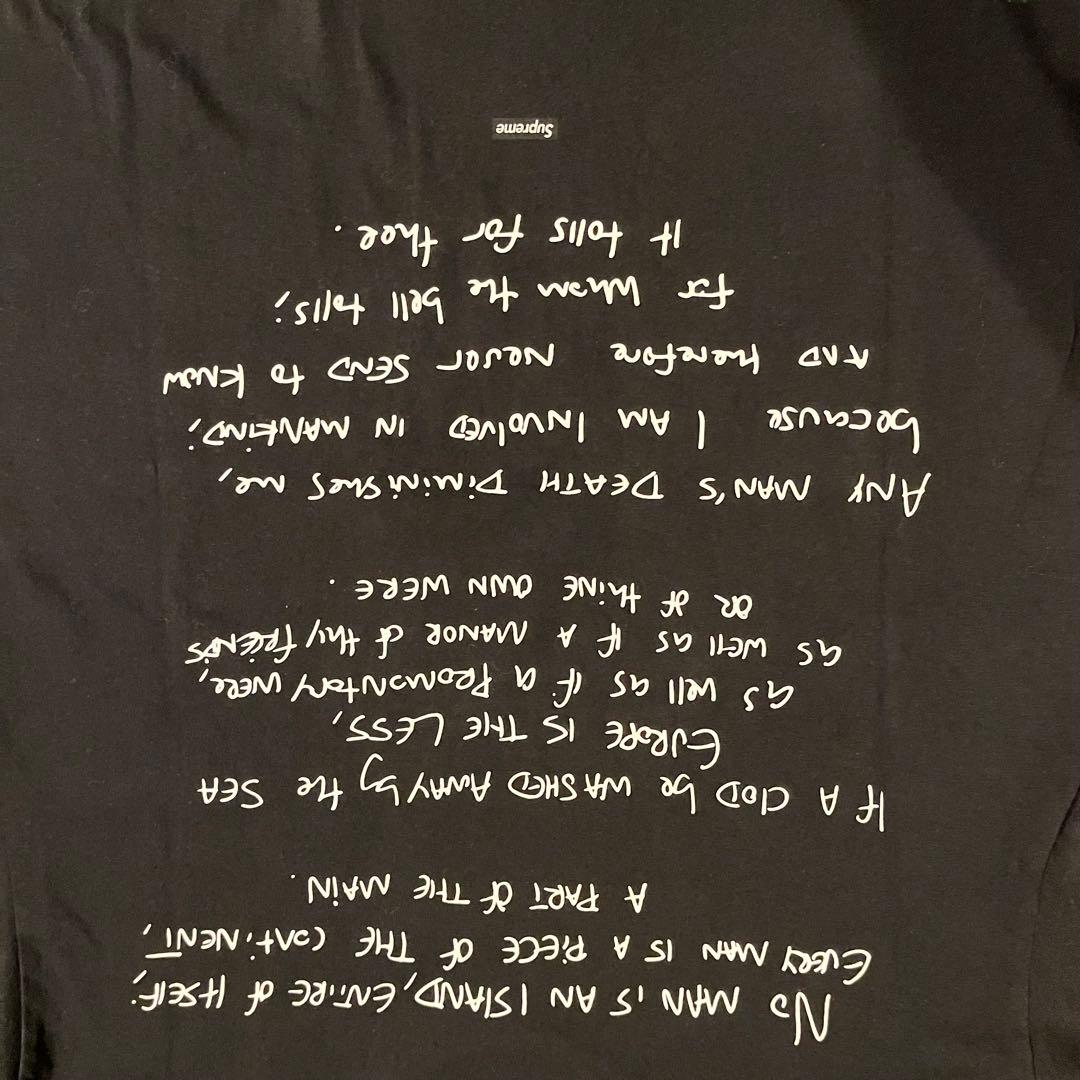 No MAN IS AN ISLAND, ENTIRE of ITSELF;
EVERY MAN IS A PIECE OF THE CONTINENT,
A PART OF THE MAIN.
If A CLOD be WASHED AWAY by the SEA
EUROPE IS THE LESS,
as well as if a PROMONTORY WERE,
as WEll as If A MANOR of thy FRIENDS
OR OF thiNE OWN WERE.
ANY MAN'S DEATH DiMiNiSHES me,
because I AM INVOLVED IN MANKIND;
AND therefore Never SEND to know
for Whom the bell tolls;
It tolls for thee.
Supreme